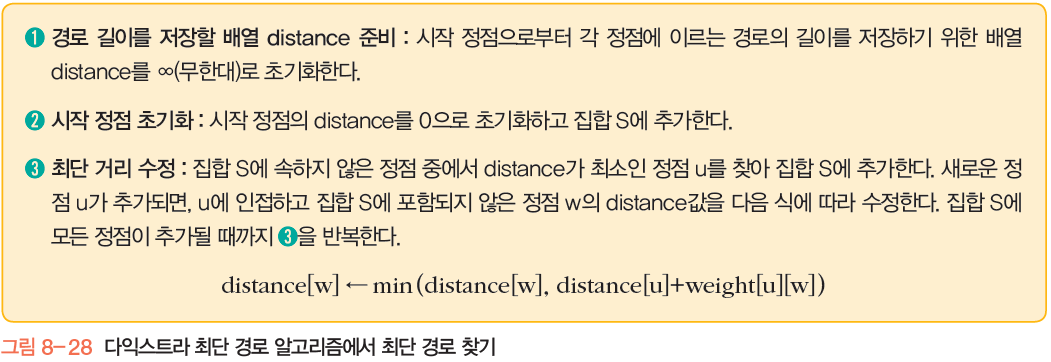 ❶ 경로 길이를 저장할 배열 distance 준비 : 시작 정점으로부터 각 정점에 이르는 경로의 길이를 저장하기 위한 배열
distance를 ∞(무한대)로 초기화한다.
❷ 시작 정점 초기화 : 시작 정점의 distance를 0으로 초기화하고 집합 S에 추가한다.
❸ 최단 거리 수정 : 집합 S에 속하지 않은 정점 중에서 distance가 최소인 정점 u를 찾아 집합 S에 추가한다. 새로운 정
점 u가 추가되면, u에 인접하고 집합 S에 포함되지 않은 정점 w의 distance값을 다음 식에 따라 수정한다. 집합 S에
모든 정점이 추가될 때까지 ❸을 반복한다.
distance[w] ← min (distance[w], distance[u]+weight[u][w])
그림 8-28 다익스트라 최단 경로 알고리즘에서 최단 경로 찾기